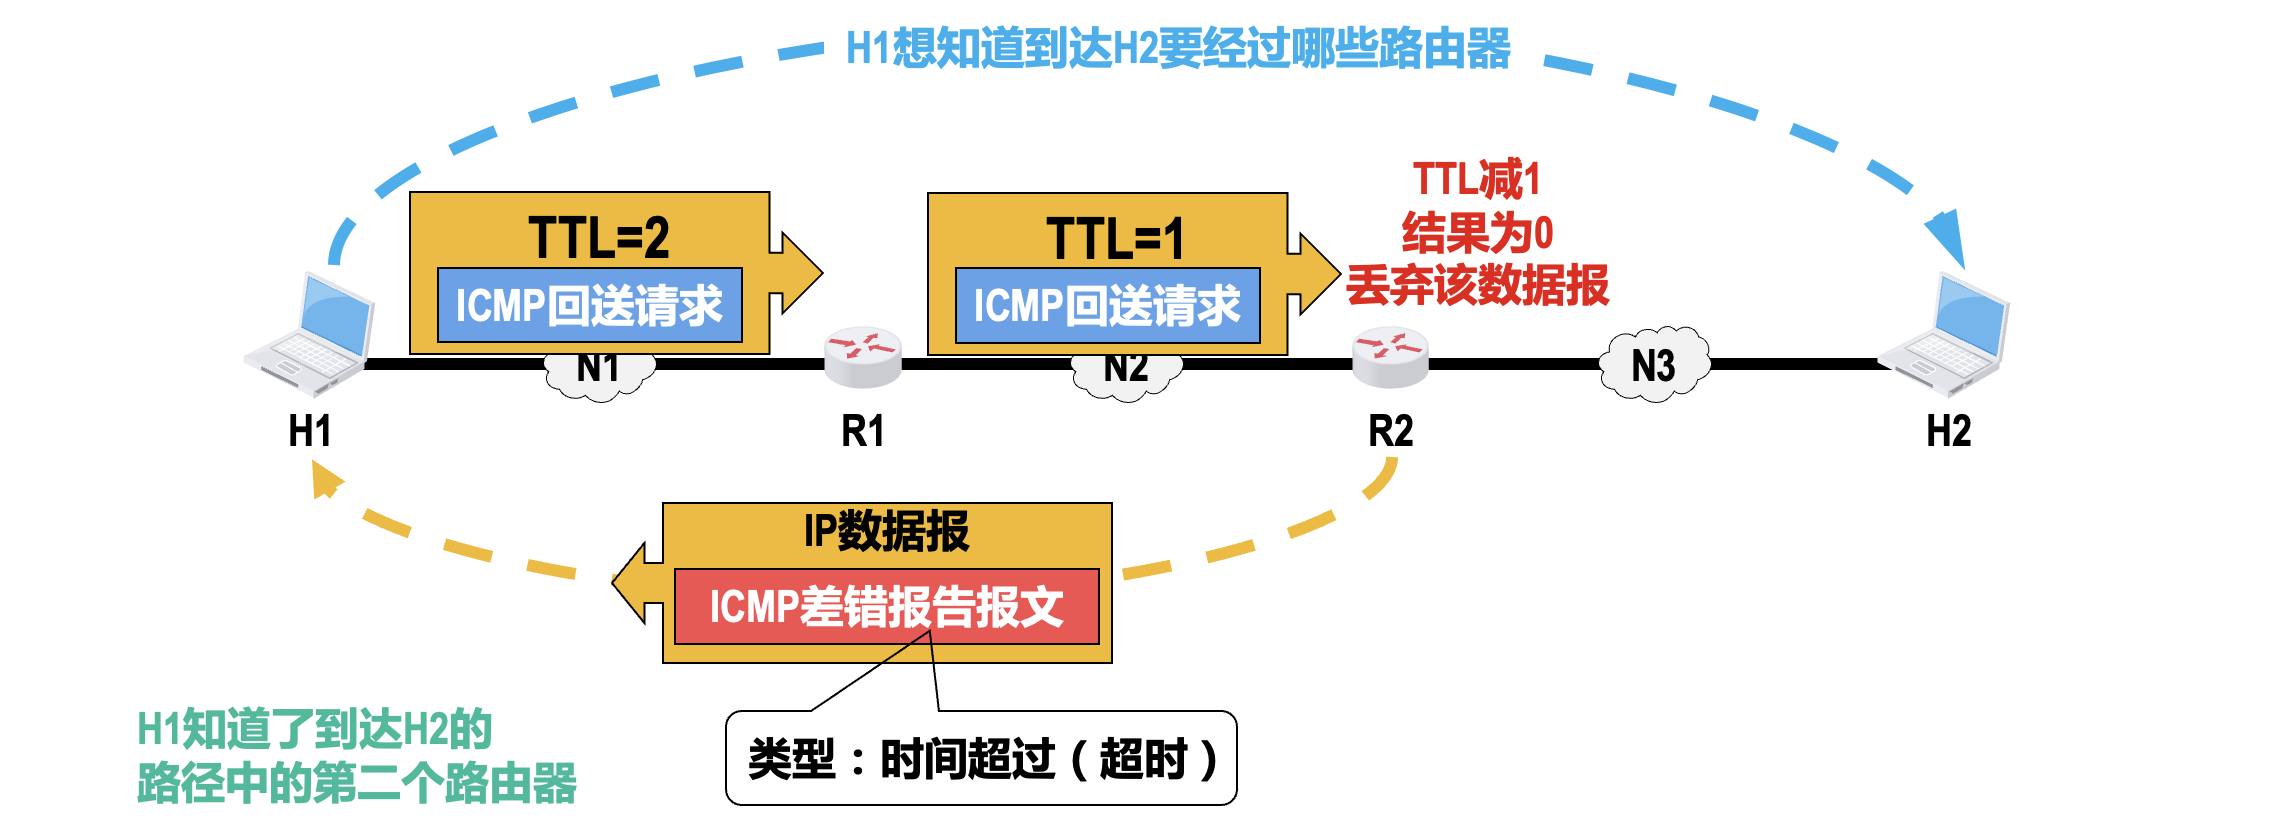 H1想知道到达H2要经过哪些路由器
TTL减1
结果为0
丢弃该数据报
TTL=2
ICMP回送请求
TTL=1
ICMP回送请求
N1
N2
N3
H1
R1
R2
H2
IP数据报
ICMP差错报告报文
类型：时间超过（超时）
H1知道了到达H2的
路径中的第二个路由器